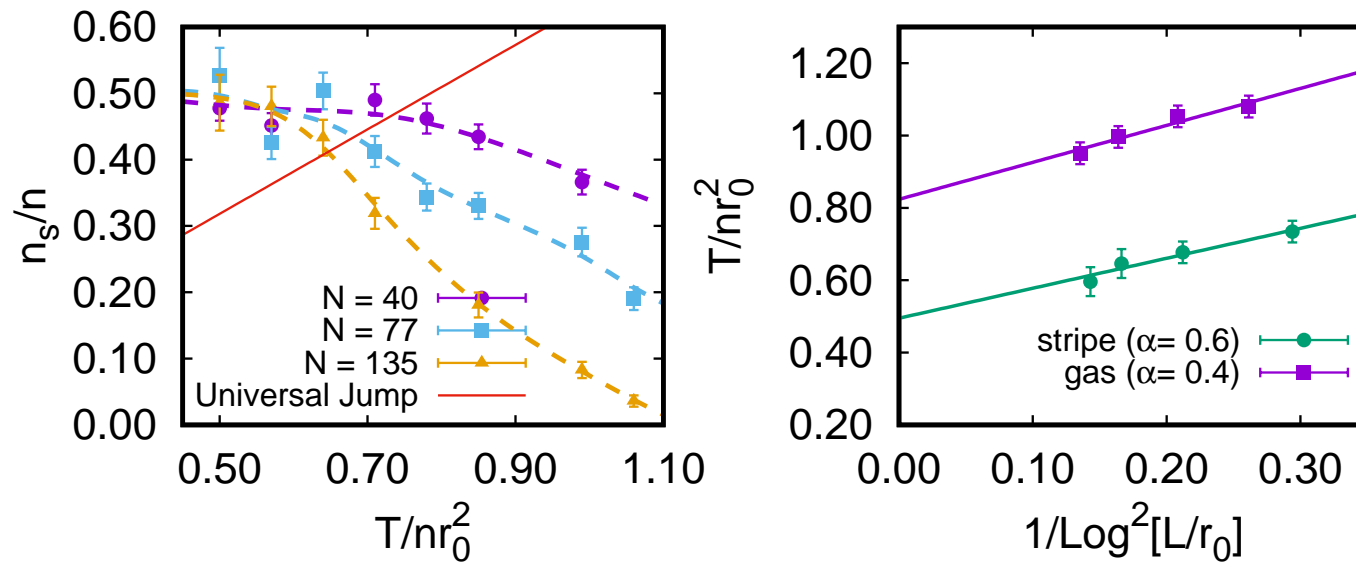 0.60
0.50
0.40
0.30
0.20
0.10
0.00
n_s/n
N = 40
N = 77
N = 135
Universal Jump
0.50 0.70 0.90 1.10
T/nr_0^2
1.20
1.00
0.80
0.60
0.40
0.20
T/nr_0^2
stripe (α= 0.6)
gas (α= 0.4)
0.00 0.10 0.20 0.30
1/Log^2[L/r_0]